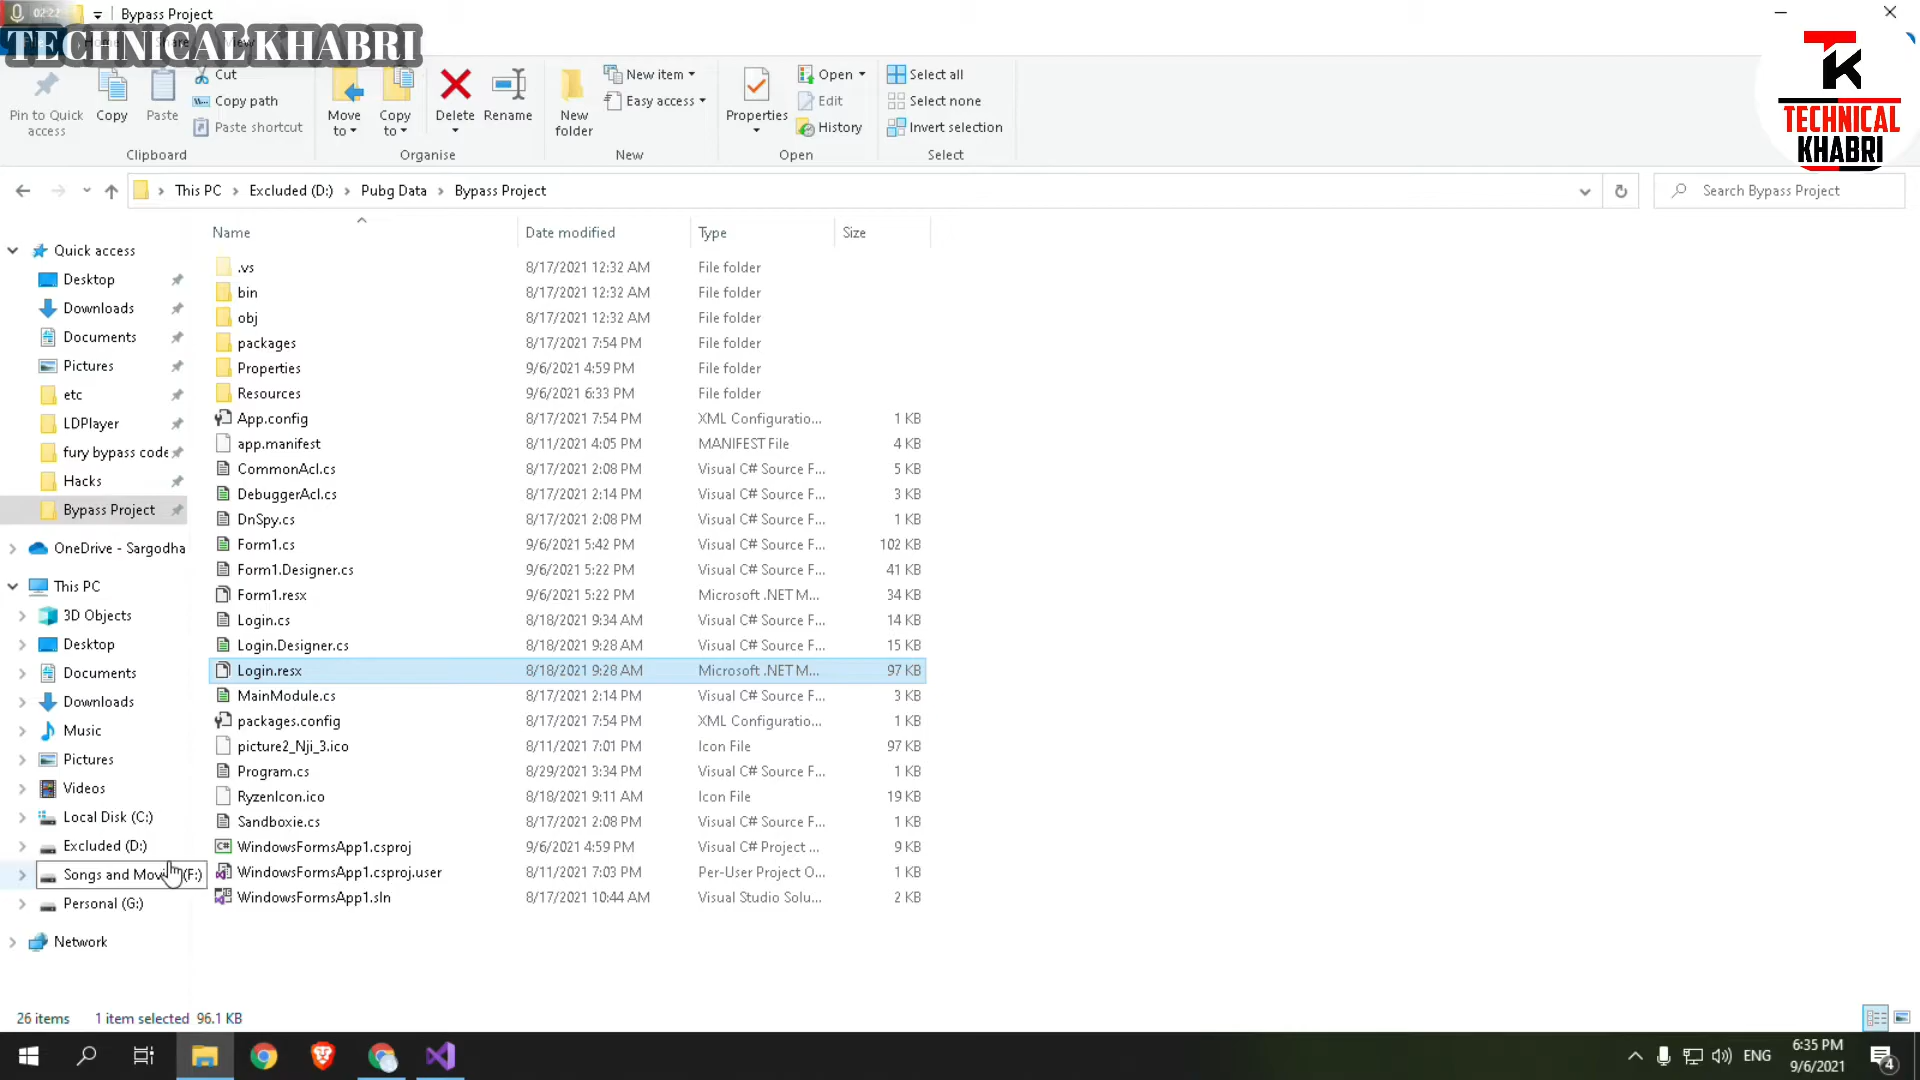 02:22
Bypass Project
TECHNICAL KHABRI
Share
View
Pin to Quick access
Copy
Paste
Cut
Copy path
Paste shortcut
Move to
Copy to
Delete
Rename
New folder
New item
Easy access
Properties
Open
Edit
History
Select all
Select none
Invert selection
Clipboard
Organise
New
Open
Select
TK
TECHNICAL
KHABRI
This PC > Excluded (D:) > Pubg Data > Bypass Project
Search Bypass Project
Name Date modified Type Size
Quick access
Desktop
Downloads
Documents
Pictures
etc
LDPlayer
fury bypass code
Hacks
Bypass Project
OneDrive - Sargodha
This PC
3D Objects
Desktop
Documents
Downloads
Music
Pictures
Videos
Local Disk (C:)
Excluded (D:)
Songs and Movi (F:)
Personal (G:)
Network
.vs 8/17/2021 12:32 AM File folder
bin 8/17/2021 12:32 AM File folder
obj 8/17/2021 12:32 AM File folder
packages 8/17/2021 7:54 PM File folder
Properties 9/6/2021 4:59 PM File folder
Resources 9/6/2021 6:33 PM File folder
App.config 8/17/2021 7:54 PM XML Configuratio... 1 KB
app.manifest 8/11/2021 4:05 PM MANIFEST File 4 KB
CommonAcl.cs 8/17/2021 2:08 PM Visual C# Source F... 5 KB
DebuggerAcl.cs 8/17/2021 2:14 PM Visual C# Source F... 3 KB
DnSpy.cs 8/17/2021 2:08 PM Visual C# Source F... 1 KB
Form1.cs 9/6/2021 5:42 PM Visual C# Source F... 102 KB
Form1.Designer.cs 9/6/2021 5:22 PM Visual C# Source F... 41 KB
Form1.resx 9/6/2021 5:22 PM Microsoft .NET M... 34 KB
Login.cs 8/18/2021 9:34 AM Visual C# Source F... 14 KB
Login.Designer.cs 8/18/2021 9:28 AM Visual C# Source F... 15 KB
Login.resx 8/18/2021 9:28 AM Microsoft .NET M... 97 KB
MainModule.cs 8/17/2021 2:14 PM Visual C# Source F... 3 KB
packages.config 8/17/2021 7:54 PM XML Configuratio... 1 KB
picture2_Nji_3.ico 8/11/2021 7:01 PM Icon File 97 KB
Program.cs 8/29/2021 3:34 PM Visual C# Source F... 1 KB
RyzenIcon.ico 8/18/2021 9:11 AM Icon File 19 KB
Sandboxie.cs 8/17/2021 2:08 PM Visual C# Source F... 1 KB
WindowsFormsApp1.csproj 9/6/2021 4:59 PM Visual C# Project ... 9 KB
WindowsFormsApp1.csproj.user 8/11/2021 7:03 PM Per-User Project O... 1 KB
WindowsFormsApp1.sln 8/17/2021 10:44 AM Visual Studio Solu... 2 KB
26 items 1 item selected 96.1 KB
ENG
6:35 PM
9/6/2021
4